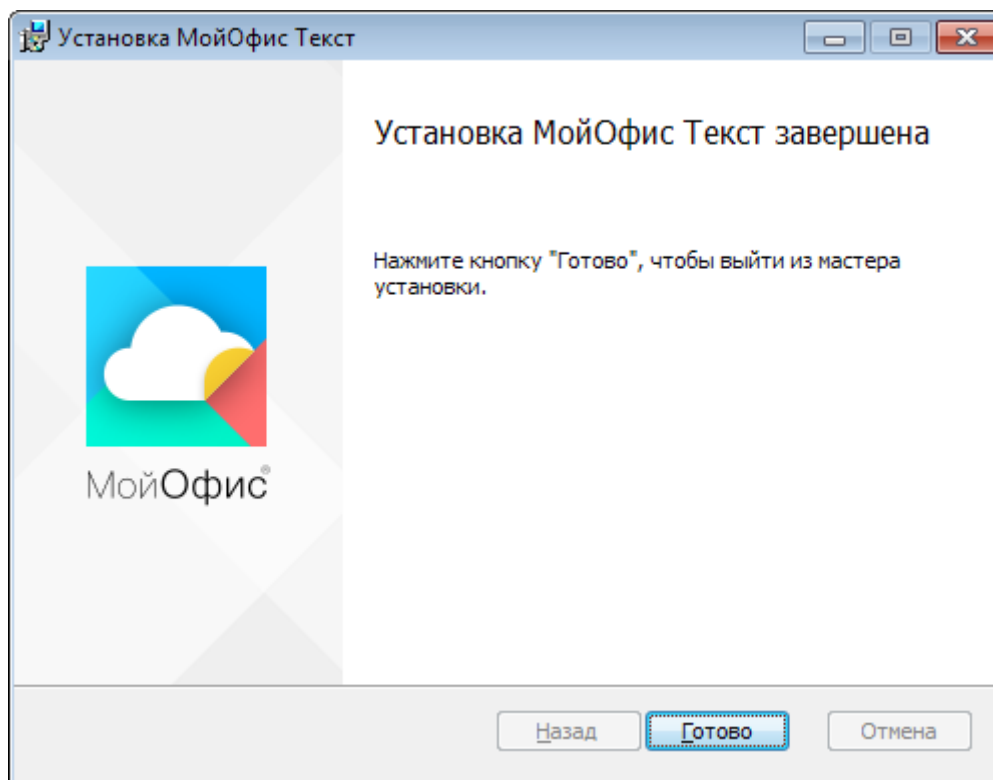 Установка МойОфис Текст
Установка МойОфис Текст завершена
Нажмите кнопку "Готово", чтобы выйти из мастера
установки.
МойОфис®
Назад Готово Отмена